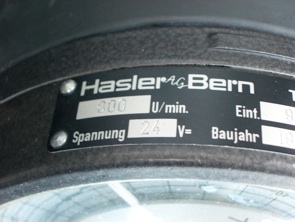 Hasler AG Bern
800 U/min. Eint.
Spannung 24 V= Baujahr